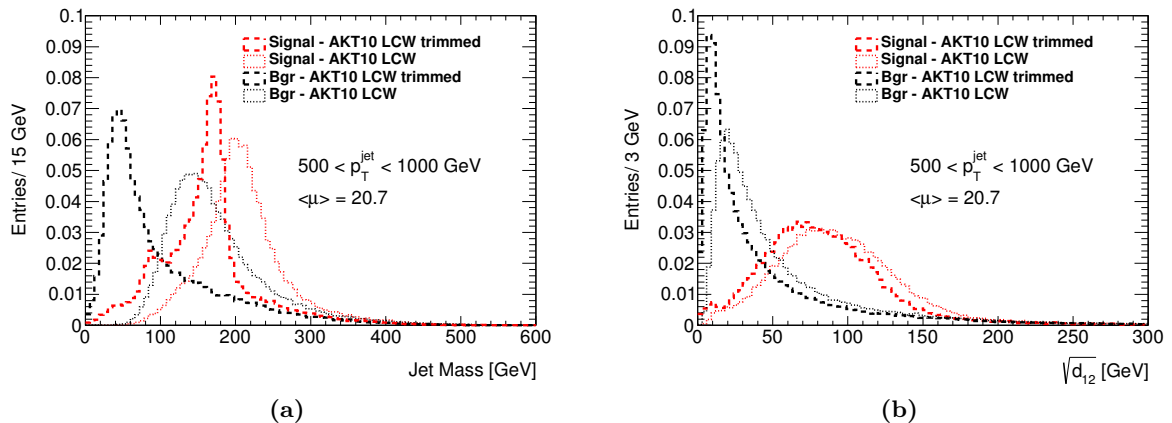 Entries/ 15 GeV
0.1
0.09
0.08
0.07
0.06
0.05
0.04
0.03
0.02
0.01
0
Signal - AKT10 LCW trimmed
Signal - AKT10 LCW
Bgr - AKT10 LCW trimmed
Bgr - AKT10 LCW
500 < p_T^jet < 1000 GeV
<μ> = 20.7
0 100 200 300 400 500 600
Jet Mass [GeV]
(a)
Entries/ 3 GeV
0.1
0.09
0.08
0.07
0.06
0.05
0.04
0.03
0.02
0.01
0
Signal - AKT10 LCW trimmed
Signal - AKT10 LCW
Bgr - AKT10 LCW trimmed
Bgr - AKT10 LCW
500 < p_T^jet < 1000 GeV
<μ> = 20.7
0 50 100 150 200 250 300
√d_12 [GeV]
(b)